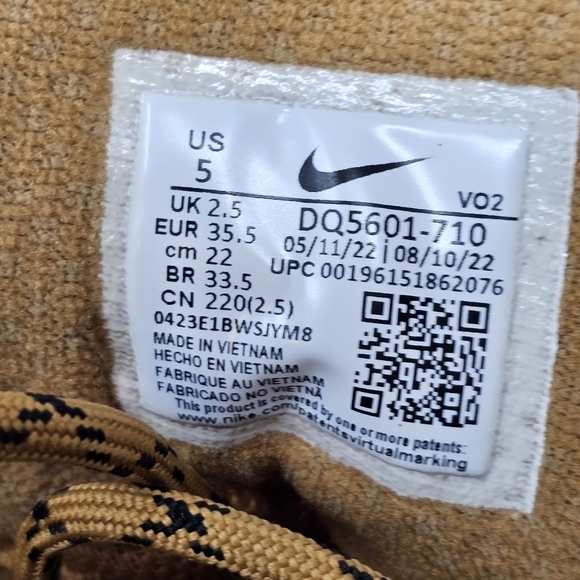 US
5
VO2
UK 2.5
DQ5601-710
EUR 35.5
05/11/22 | 08/10/22
cm 22
UPC 00196151862076
BR 33.5
CN 220(2.5)
0423E1BWSJYM8
MADE IN VIETNAM
HECHO EN VIETNAM
FABRIQUE AU VIETNAM
FABRICADO NO VIETNÃ
This product is covered by one or more patents:
www.nike.com/patentsvirtualmarking